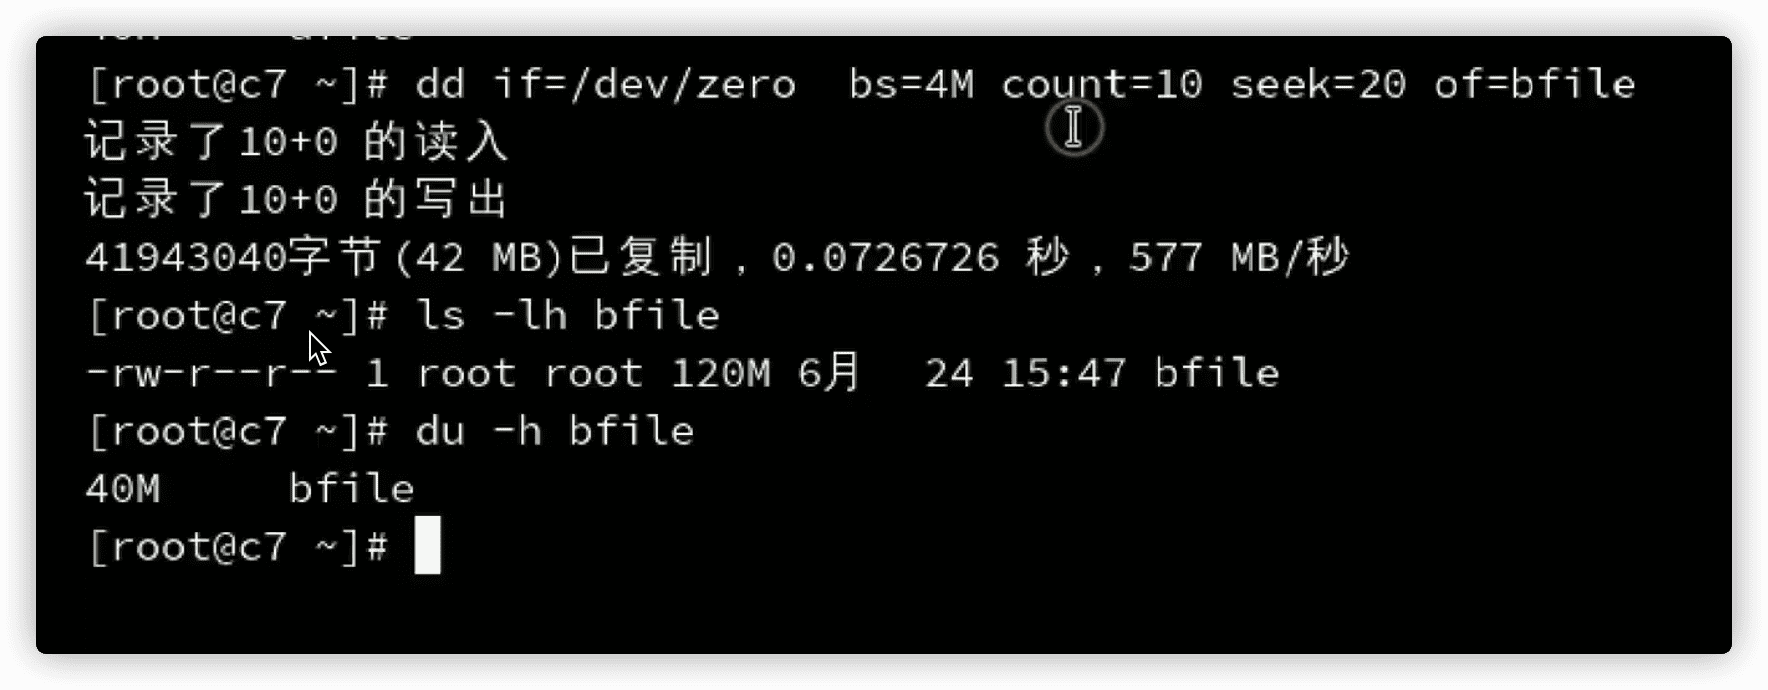 [root@c7 ~]# dd if=/dev/zero  bs=4M count=10 seek=20 of=bfile
记录了10+0 的读入
记录了10+0 的写出
41943040字节(42 MB)已复制，0.0726726 秒，577 MB/秒
[root@c7 ~]# ls -lh bfile
-rw-r--r-- 1 root root 120M 6月   24 15:47 bfile
[root@c7 ~]# du -h bfile
40M     bfile
[root@c7 ~]#